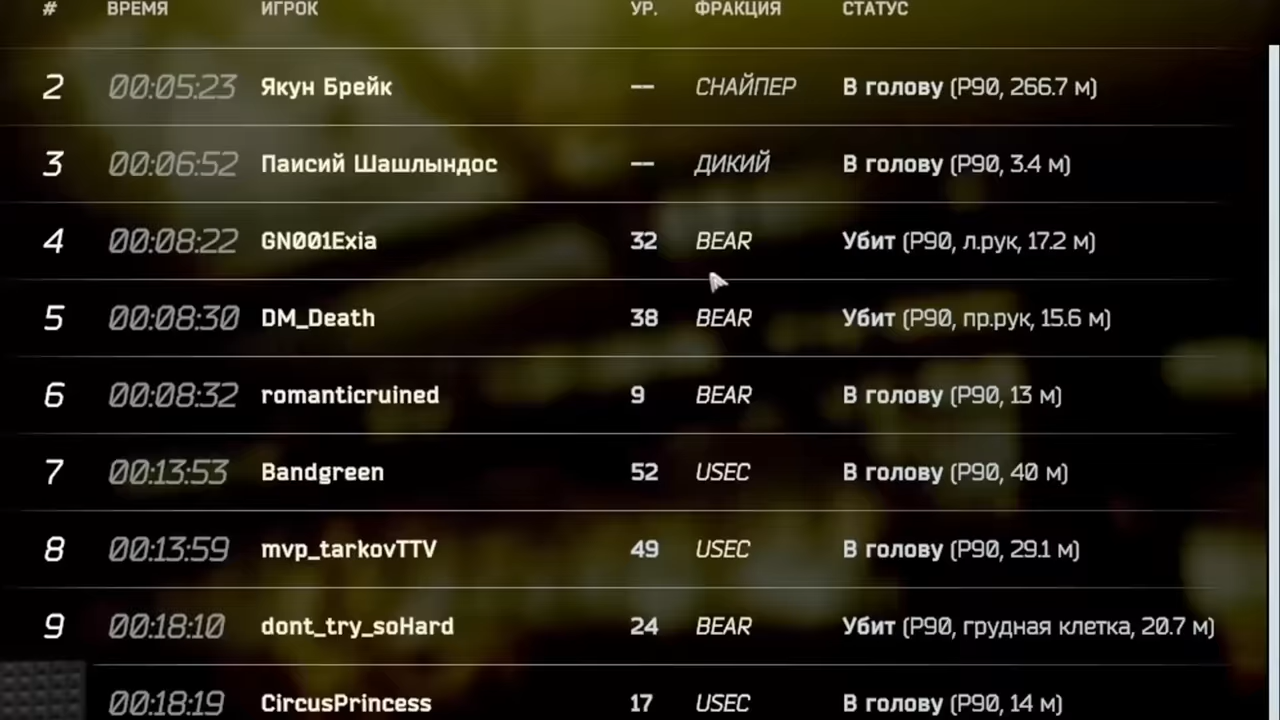 # ВРЕМЯ ИГРОК УР. ФРАКЦИЯ СТАТУС
2 00:05:23 Якун Брейк -- СНАЙПЕР В голову (P90, 266.7 м)
3 00:06:52 Паисий Шашлындос -- ДИКИЙ В голову (P90, 3.4 м)
4 00:08:22 GN001Exia 32 BEAR Убит (P90, л.рук, 17.2 м)
5 00:08:30 DM_Death 38 BEAR Убит (P90, пр.рук, 15.6 м)
6 00:08:32 romanticruined 9 BEAR В голову (P90, 13 м)
7 00:13:53 Bandgreen 52 USEC В голову (P90, 40 м)
8 00:13:59 mvp_tarkovTTV 49 USEC В голову (P90, 29.1 м)
9 00:18:10 dont_try_soHard 24 BEAR Убит (P90, грудная клетка, 20.7 м)
00:18:19 CircusPrincess 17 USEC В голову (P90, 14 м)